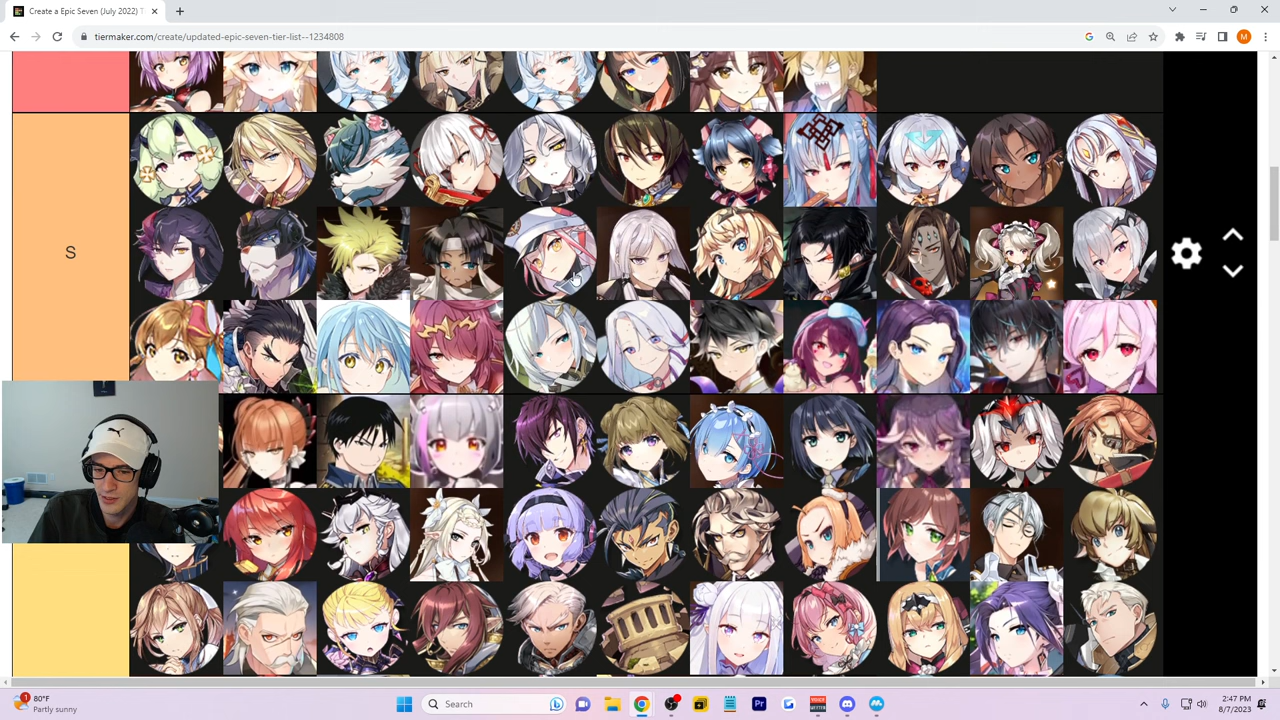 Create a Epic Seven (July 2022) T
tiermaker.com/create/updated-epic-seven-tier-list--1234808
M
S
80°F
Partly sunny
Search
2:47 PM
8/7/2023